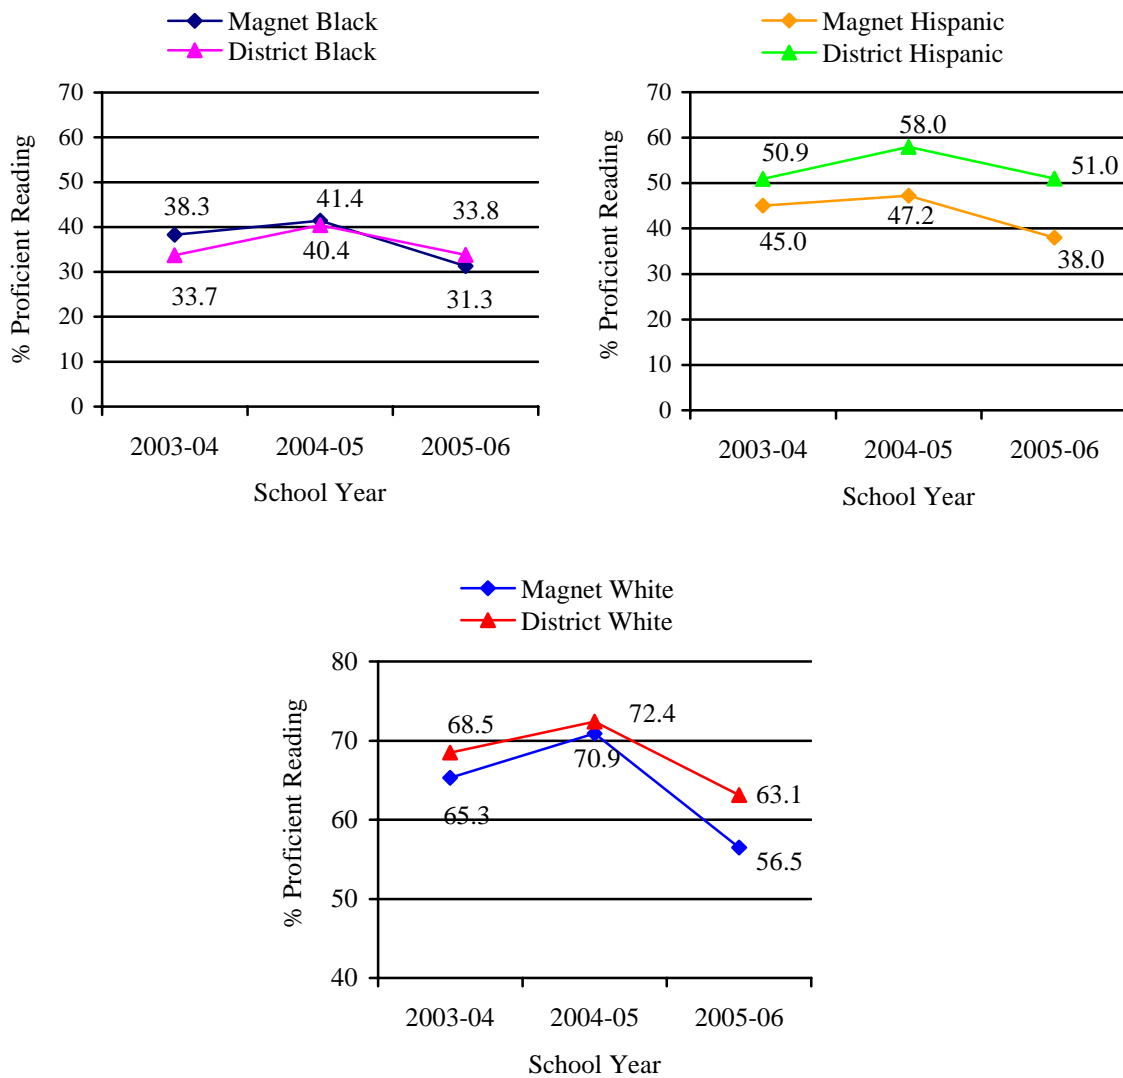 Magnet Black
District Black
70
60
50
40
30
20
10
0
% Proficient Reading
38.3
41.4
33.8
33.7
40.4
31.3
2003-04 2004-05 2005-06
School Year
Magnet Hispanic
District Hispanic
70
60
50
40
30
20
10
0
% Proficient Reading
50.9
58.0
51.0
45.0
47.2
38.0
2003-04 2004-05 2005-06
School Year
Magnet White
District White
80
70
60
50
40
% Proficient Reading
68.5
72.4
63.1
65.3
70.9
56.5
2003-04 2004-05 2005-06
School Year